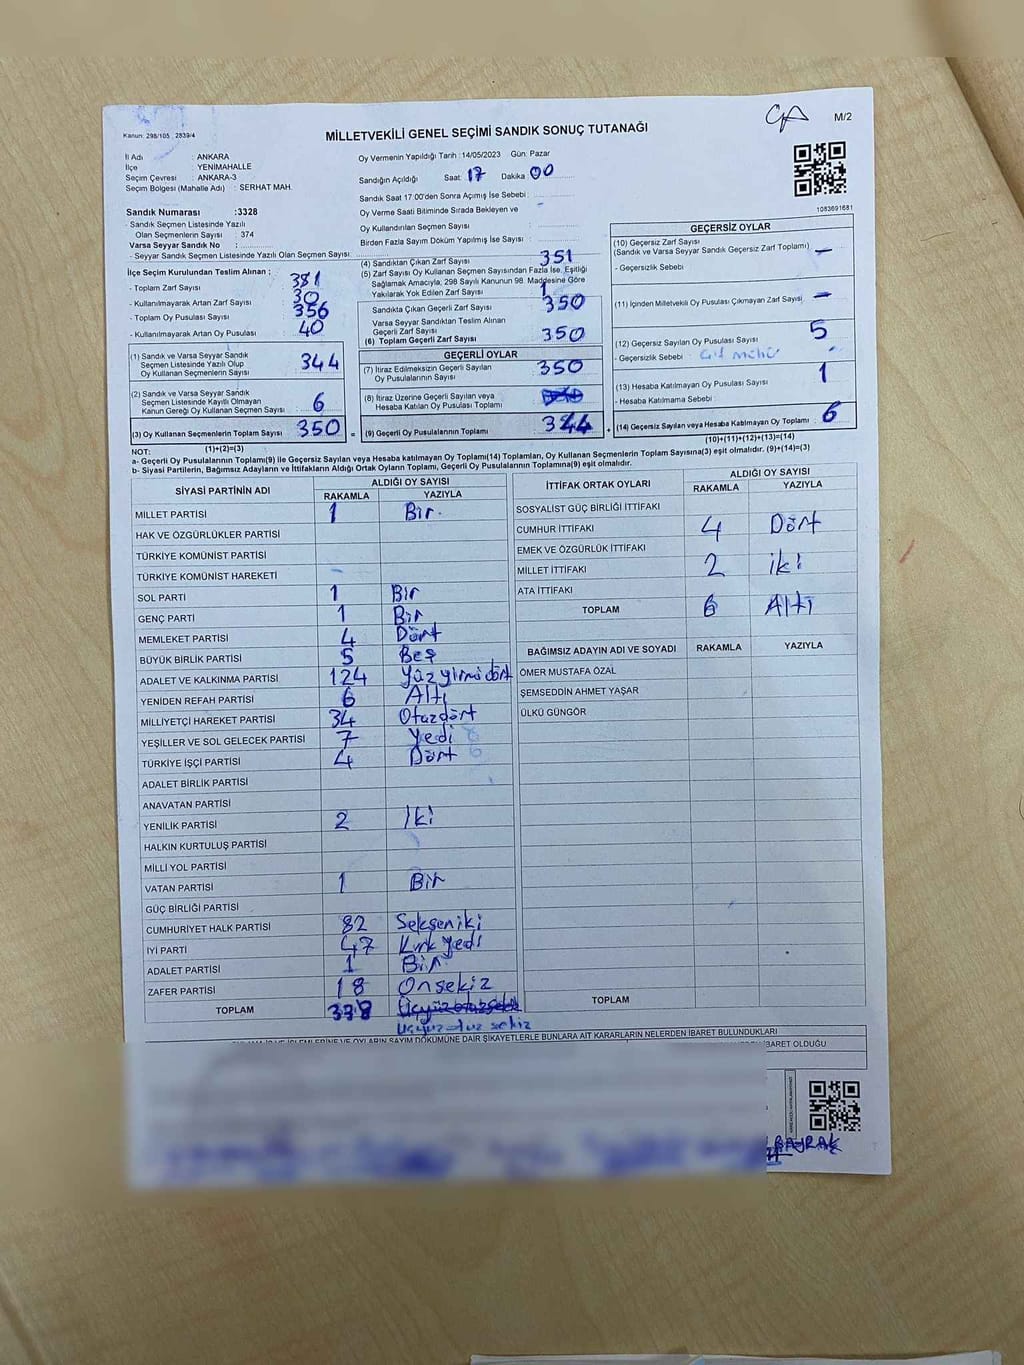 Kanun: 298/105 2839/4
MİLLETVEKİLİ GENEL SEÇİMİ SANDIK SONUÇ TUTANAĞI
M/2
İl Adı : ANKARA
İlçe : YENİMAHALLE
Seçim Çevresi : ANKARA-3
Seçim Bölgesi (Mahalle Adı) : SERHAT MAH.
Sandık Numarası :3328
- Sandık Seçmen Listesinde Yazılı
Olan Seçmenlerin Sayısı : 374
Varsa Seyyar Sandık No :
- Seyyar Sandık Seçmen Listesinde Yazılı Olan Seçmen Sayısı:
İlçe Seçim Kurulundan Teslim Alınan ;
- Toplam Zarf Sayısı : 381
- Kullanılmayarak Artan Zarf Sayısı : 30
- Toplam Oy Pusulası Sayısı : 356
- Kullanılmayarak Artan Oy Pusulası : 40
(1) Sandık ve Varsa Seyyar Sandık
Seçmen Listesinde Yazılı Olup
Oy Kullanan Seçmenlerin Sayısı : 344
(2) Sandık ve Varsa Seyyar Sandık
Seçmen Listesinde Kayıtlı Olmayan
Kanun Gereği Oy Kullanan Seçmen Sayısı : 6
(3) Oy Kullanan Seçmenlerin Toplam Sayısı : 350
Oy Vermenin Yapıldığı Tarih :14/05/2023 Gün: Pazar
Sandığın Açıldığı Saat: 17 Dakika 00
Sandık Saat 17:00'den Sonra Açımış İse Sebebi :
Oy Verme Saati Bitiminde Sırada Bekleyen ve
Oy Kullandırılan Seçmen Sayısı :
Birden Fazla Sayım Döküm Yapılmış İse Sayısı :
(4) Sandıktan Çıkan Zarf Sayısı : 351
(5) Zarf Sayısı Oy Kullanan Seçmen Sayısından Fazla İse, Eşitliği
Sağlamak Amacıyla, 298 Sayılı Kanunun 98. Maddesine Göre
Yakılarak Yok Edilen Zarf Sayısı : 1
Sandıkta Çıkan Geçerli Zarf Sayısı : 350
Varsa Seyyar Sandıktan Teslim Alınan
Geçerli Zarf Sayısı
(6) Toplam Geçerli Zarf Sayısı : 350
GEÇERLİ OYLAR
(7) İtiraz Edilmeksizin Geçerli Sayılan
Oy Pusulalarının Sayısı : 350
(8) İtiraz Üzerine Geçerli Sayılan veya
Hesaba Katılan Oy Pusulası Toplamı :
= (9) Geçerli Oy Pusulalarının Toplamı : 344
1083691681
GEÇERSİZ OYLAR
(10) Geçersiz Zarf Sayısı
(Sandık ve Varsa Seyyar Sandık Geçersiz Zarf Toplamı) : —
- Geçersizlik Sebebi :
(11) İçinden Milletvekili Oy Pusulası Çıkmayan Zarf Sayısı : —
(12) Geçersiz Sayılan Oy Pusulası Sayısı : 5
- Geçersizlik Sebebi :
(13) Hesaba Katılmayan Oy Pusulası Sayısı : 1
- Hesaba Katılmama Sebebi :
+ (14) Geçersiz Sayılan veya Hesaba Katılmayan Oy Toplamı : 6
NOT: (1)+(2)=(3) (10)+(11)+(12)+(13)=(14)
a- Geçerli Oy Pusulalarının Toplamı(9) ile Geçersiz Sayılan veya Hesaba katılmayan Oy Toplamı(14) Toplamları, Oy Kullanan Seçmenlerin Toplam Sayısına(3) eşit olmalıdır. (9)+(14)=(3)
b- Siyasi Partilerin, Bağımsız Adayların ve İttifakların Aldığı Ortak Oyların Toplamı, Geçerli Oy Pusulalarının Toplamına(9) eşit olmalıdır.
SİYASİ PARTİNİN ADI ALDIĞI OY SAYISI
RAKAMLA YAZIYLA
MİLLET PARTİSI 1 Bir.
HAK VE ÖZGÜRLÜKLER PARTİSİ
TÜRKİYE KOMÜNİST PARTİSI
TÜRKİYE KOMÜNİST HAREKETİ –
SOL PARTİ 1 Bir
GENÇ PARTİ 1 Bir
MEMLEKET PARTİSİ 4 Dört
BÜYÜK BİRLİK PARTİSİ 5 Beş
ADALET VE KALKINMA PARTİSİ 124 Yüzyirmidört
YENİDEN REFAH PARTİSİ 6 Altı
MİLLİYETÇİ HAREKET PARTİSİ 34 Otuzdört
YEŞİLLER VE SOL GELECEK PARTİSİ 7 Yedi
TÜRKİYE İŞÇİ PARTİSİ 4 Dört
ADALET BİRLİK PARTİSİ
ANAVATAN PARTİSİ
YENİLİK PARTİSİ 2 İki
HALKIN KURTULUŞ PARTİSİ
MİLLİ YOL PARTİSİ
VATAN PARTİSİ 1 Bir
GÜÇ BİRLİĞİ PARTİSİ
CUMHURİYET HALK PARTİSİ 82 Sekseniki
İYİ PARTİ 47 Kırkyedi
ADALET PARTİSİ 1 Bir
ZAFER PARTİSİ 18 Onsekiz
TOPLAM 338 Üçyüzotuzsekiz
Üçyüz otuz sekiz
İTTİFAK ORTAK OYLARI ALDIĞI OY SAYISI
RAKAMLA YAZIYLA
SOSYALİST GÜÇ BİRLİĞİ İTTİFAKI
CUMHUR İTTİFAKI 4 Dört
EMEK VE ÖZGÜRLÜK İTTİFAKI
MİLLET İTTİFAKI 2 iki
ATA İTTİFAKI
TOPLAM 6 Altı
BAĞIMSIZ ADAYIN ADI VE SOYADI RAKAMLA YAZIYLA
ÖMER MUSTAFA ÖZAL
ŞEMSEDDİN AHMET YAŞAR
ÜLKÜ GÜNGÖR
TOPLAM
İŞLEMLERİNE VE OYLARIN SAYIM DÖKÜMÜNE DAİR ŞİKAYETLERLE BUNLARA AİT KARARLARIN NELERDEN İBARET BULUNDUKLARI
İBARET OLDUĞU
BAYRAK